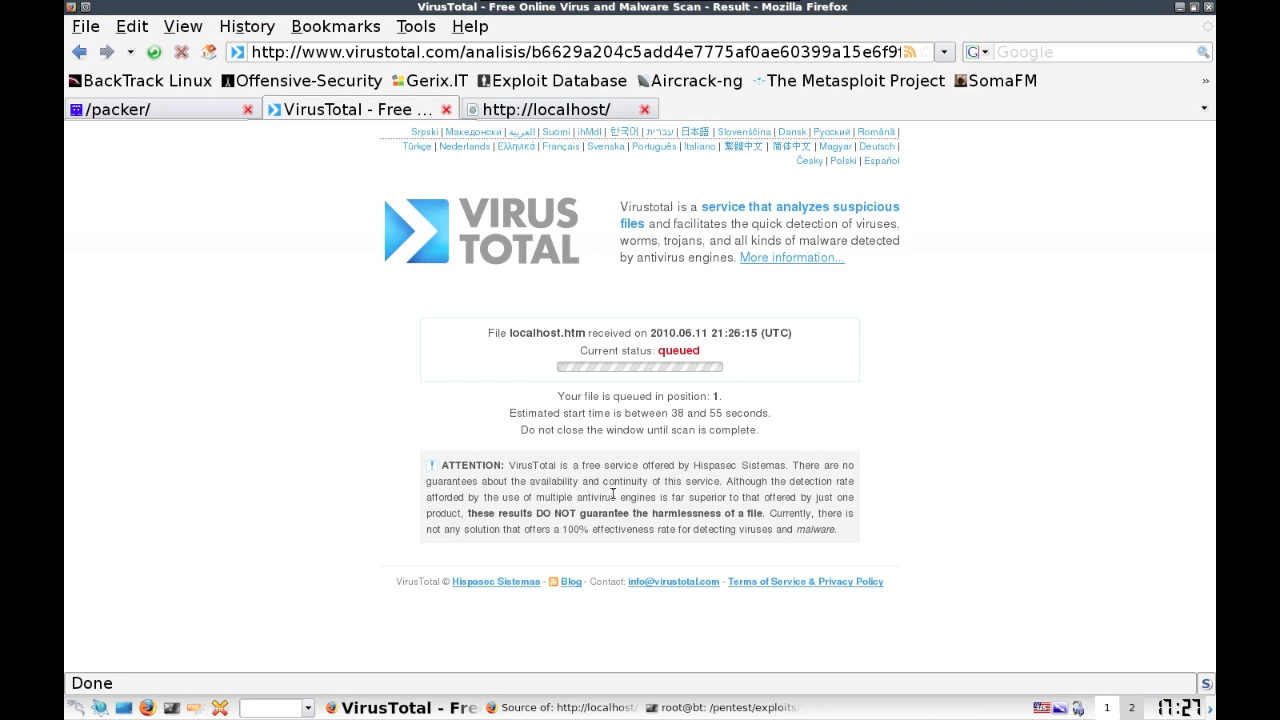 VirusTotal - Free Online Virus and Malware Scan - Result - Mozilla Firefox
File Edit View History Bookmarks Tools Help
http://www.virustotal.com/analisis/b6629a204c5add4e7775af0ae60399a15e6f9 Google
BackTrack Linux Offensive-Security Gerix.IT Exploit Database Aircrack-ng The Metasploit Project SomaFM »
/packer/ VirusTotal - Free ... http://localhost/
Srpski | Македонски | العربية | Suomi | ihMdI | 한국어 | עברית | 日本語 | Slovenščina | Dansk | Русский | Română |
Türkçe | Nederlands | Ελληνικά | Français | Svenska | Português | Italiano | 繁體中文 | 简体中文 | Magyar | Deutsch |
Česky | Polski | Español
VIRUS
TOTAL
Virustotal is a service that analyzes suspicious
files and facilitates the quick detection of viruses,
worms, trojans, and all kinds of malware detected
by antivirus engines. More information...
File localhost.htm received on 2010.06.11 21:26:15 (UTC)
Current status: queued
Your file is queued in position: 1.
Estimated start time is between 38 and 55 seconds.
Do not close the window until scan is complete.
ATTENTION: VirusTotal is a free service offered by Hispasec Sistemas. There are no
guarantees about the availability and continuity of this service. Although the detection rate
afforded by the use of multiple antivirus engines is far superior to that offered by just one
product, these results DO NOT guarantee the harmlessness of a file. Currently, there is
not any solution that offers a 100% effectiveness rate for detecting viruses and malware.
VirusTotal © Hispasec Sistemas - Blog - Contact: info@virustotal.com - Terms of Service & Privacy Policy
Done
VirusTotal - Fre Source of: http://localhost/ root@bt: /pentest/exploits 1 2 17:27